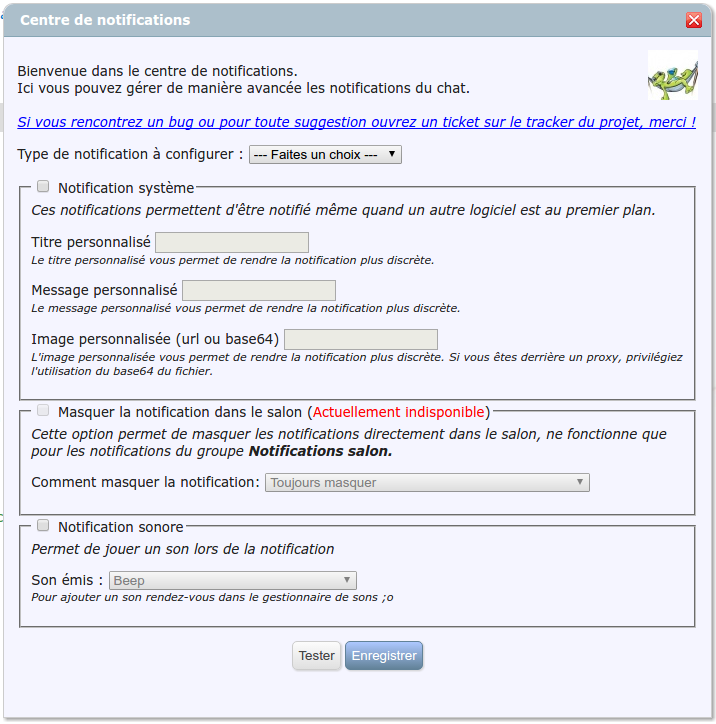 Centre de notifications
Bienvenue dans le centre de notifications.
Ici vous pouvez gérer de manière avancée les notifications du chat.
Si vous rencontrez un bug ou pour toute suggestion ouvrez un ticket sur le tracker du projet, merci !
Type de notification à configurer : --- Faites un choix ---
Notification système
Ces notifications permettent d'être notifié même quand un autre logiciel est au premier plan.
Titre personnalisé
Le titre personnalisé vous permet de rendre la notification plus discrète.
Message personnalisé
Le message personnalisé vous permet de rendre la notification plus discrète.
Image personnalisée (url ou base64)
L'image personnalisée vous permet de rendre la notification plus discrète. Si vous êtes derrière un proxy, privilégiez
l'utilisation du base64 du fichier.
Masquer la notification dans le salon (Actuellement indisponible)
Cette option permet de masquer les notifications directement dans le salon, ne fonctionne que
pour les notifications du groupe Notifications salon.
Comment masquer la notification: Toujours masquer
Notification sonore
Permet de jouer un son lors de la notification
Son émis : Beep
Pour ajouter un son rendez-vous dans le gestionnaire de sons ;o
Tester Enregistrer